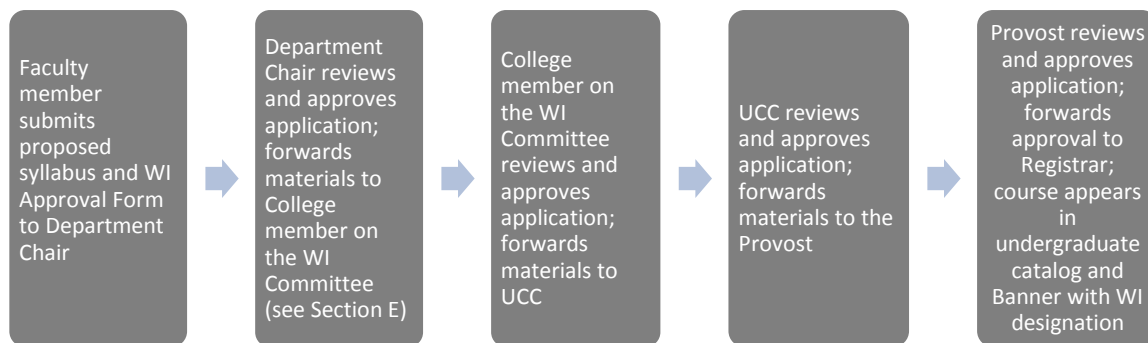 Faculty
member
submits
proposed
syllabus and WI
Approval Form
to Department
Chair
Department
Chair reviews
and approves
application;
forwards
materials to
College
member on
the WI
Committee
(see Section E)
College
member on
the WI
Committee
reviews and
approves
application;
forwards
materials to
UCC
UCC reviews
and approves
application;
forwards
materials to the
Provost
Provost reviews
and approves
application;
forwards
approval to
Registrar;
course appears
in
undergraduate
catalog and
Banner with WI
designation